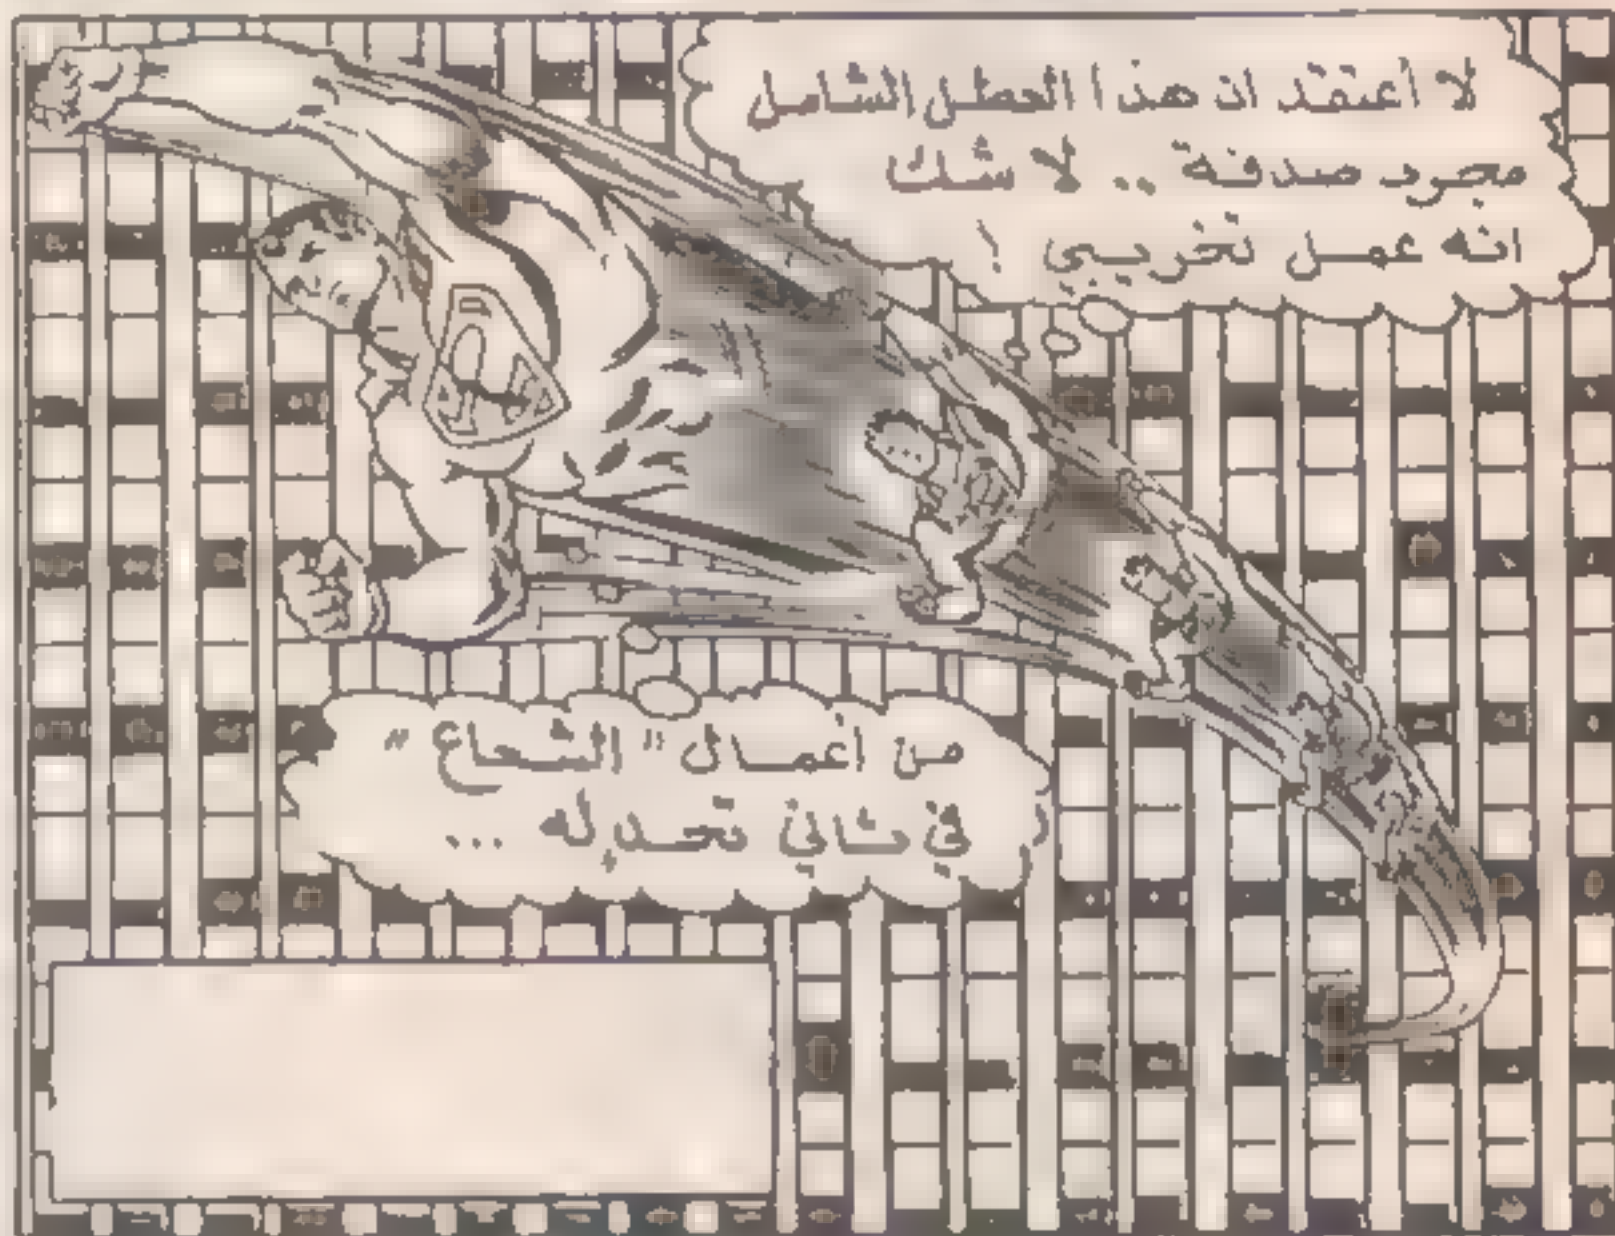 لا أعتقد ان هذا العطل الشامل
مجرد صدفة .. لا شك
انه عمل تخريبي !
من أعمال "الشعاع"
في ثاني تحدٍ له ...